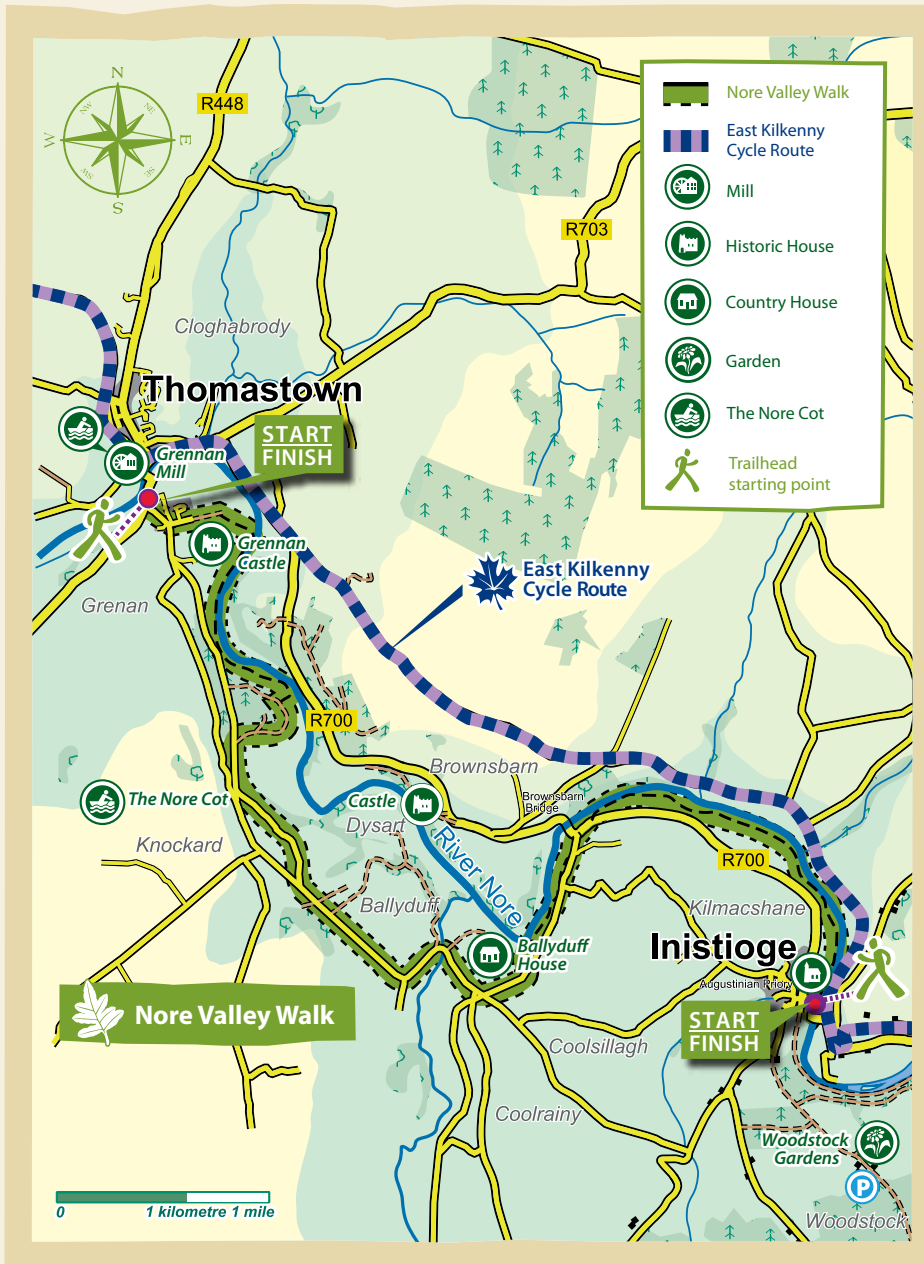 N
NW
NE
W
E
SW
SE
S
R448
R703
Nore Valley Walk
East Kilkenny
Cycle Route
Mill
Historic House
Country House
Garden
The Nore Cot
Trailhead
starting point
Cloghabrody
Thomastown
START
FINISH
Grennan
Mill
Grennan
Castle
Grenan
East Kilkenny
Cycle Route
R700
Brownsbarn
Brownsbarn
Bridge
The Nore Cot
Castle
Dysart
River Nore
Knockard
R700
Ballyduff
Kilmacshane
Ballyduff
House
Inistioge
Augustinian Priory
Nore Valley Walk
START
FINISH
Coolsillagh
Coolrainy
Woodstock
Gardens
P
Woodstock
0
1 kilometre 1 mile